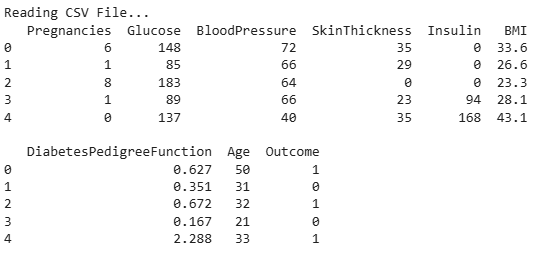 Reading CSV File...
Pregnancies Glucose BloodPressure SkinThickness Insulin BMI
0 6 148 72 35 0 33.6
1 1 85 66 29 0 26.6
2 8 183 64 0 0 23.3
3 1 89 66 23 94 28.1
4 0 137 40 35 168 43.1
DiabetesPedigreeFunction Age Outcome
0 0.627 50 1
1 0.351 31 0
2 0.672 32 1
3 0.167 21 0
4 2.288 33 1